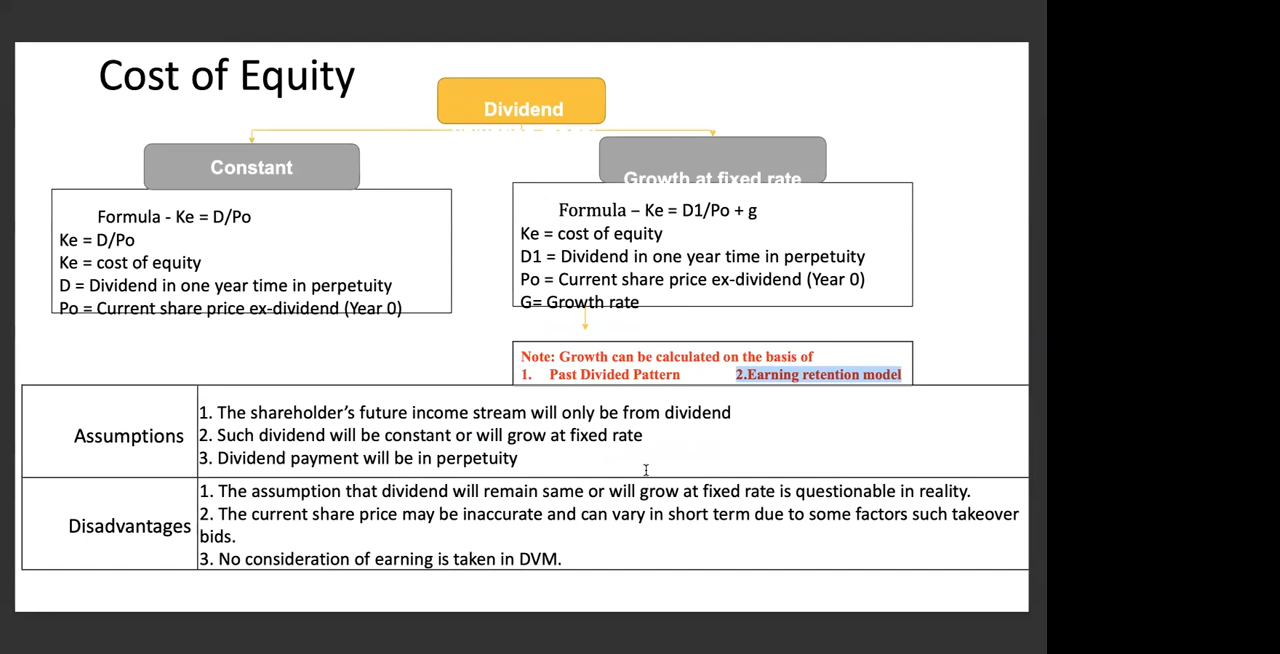 Cost of Equity
Dividend
Constant
Growth at fixed rate
Formula - Ke = D/Po
Ke = D/Po
Ke = cost of equity
D = Dividend in one year time in perpetuity
Po = Current share price ex-dividend (Year 0)
Formula – Ke = D1/Po + g
Ke = cost of equity
D1 = Dividend in one year time in perpetuity
Po = Current share price ex-dividend (Year 0)
G= Growth rate
Note: Growth can be calculated on the basis of
1. Past Divided Pattern 2.Earning retention model
Assumptions
1. The shareholder’s future income stream will only be from dividend
2. Such dividend will be constant or will grow at fixed rate
3. Dividend payment will be in perpetuity
Disadvantages
1. The assumption that dividend will remain same or will grow at fixed rate is questionable in reality.
2. The current share price may be inaccurate and can vary in short term due to some factors such takeover
bids.
3. No consideration of earning is taken in DVM.